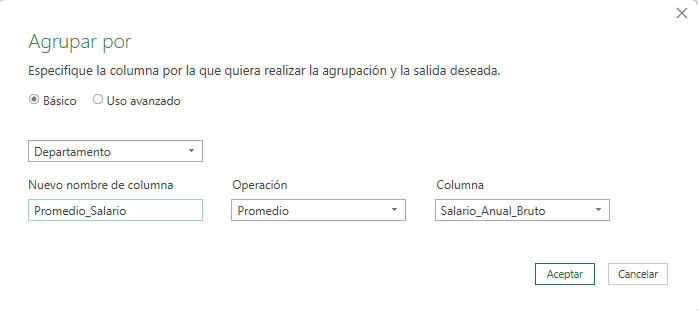 Agrupar por
Especifique la columna por la que quiera realizar la agrupación y la salida deseada.
Básico Uso avanzado
Departamento
Nuevo nombre de columna Operación Columna
Promedio_Salario Promedio Salario_Anual_Bruto
Aceptar Cancelar